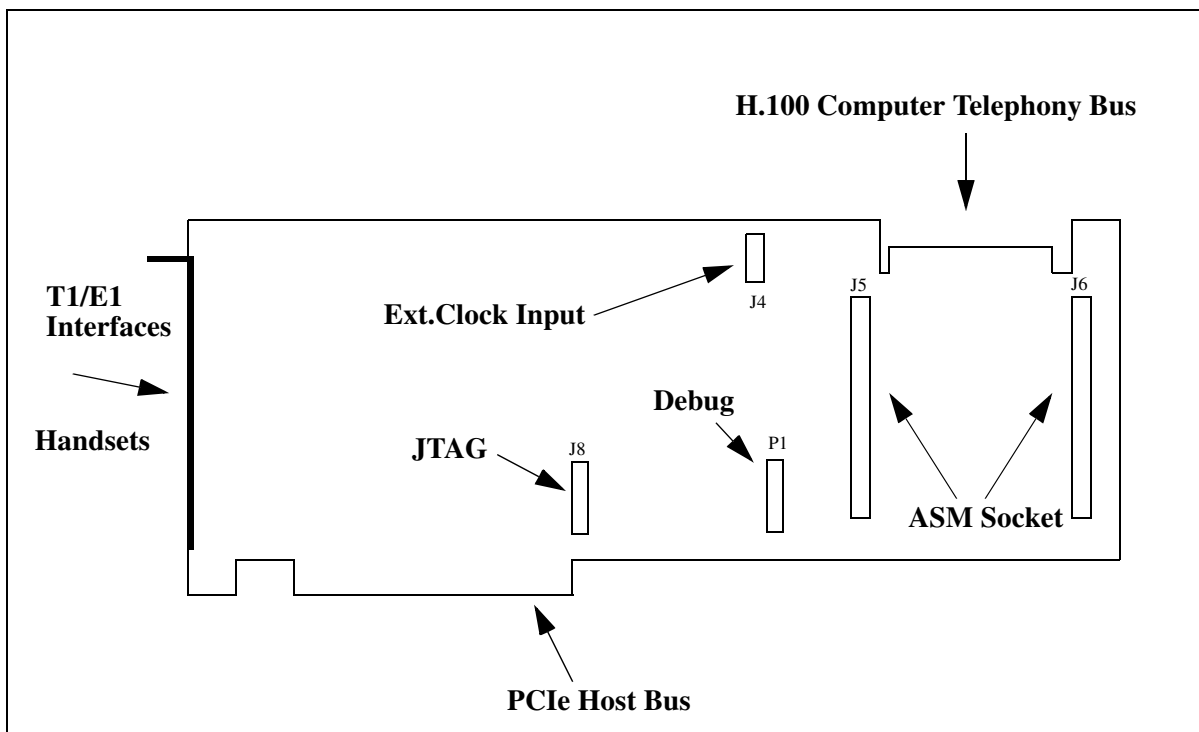 H.100 Computer Telephony Bus
T1/E1
Interfaces
Ext.Clock Input
J4
J5
J6
Handsets
Debug
JTAG
J8
P1
ASM Socket
PCIe Host Bus